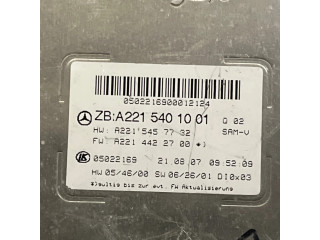 0502216900012124
ZB:A221 540 10 01 Q 02
HW: A221'545 77 32 SAM-V
FW: A221 442 27 00 *)
05022169 21.08.07 09:52:09
HW 05/46/00 SW 06/26/01 DI0x03
*)gültig bis zur evt. FW Aktualisierung